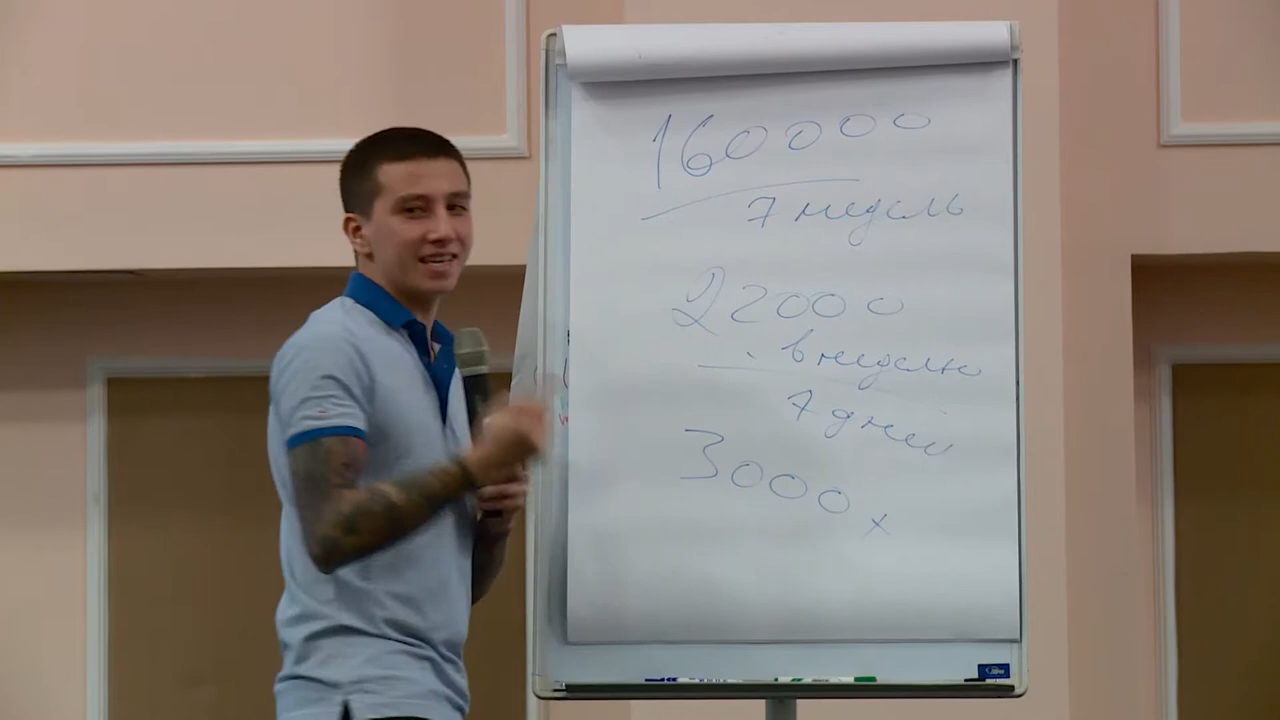 160000
7 недель
22000
в неделю
7 дней
3000 х